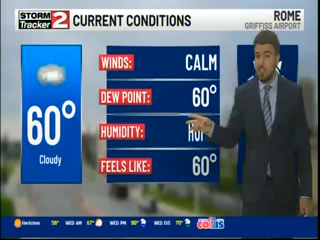 STORM Tracker 2 CURRENT CONDITIONS
ROME
GRIFFISS AIRPORT
60°
Cloudy
WINDS: CALM
DEW POINT: 60°
HUMIDITY:
FEELS LIKE: 60°
Herkimer 58° WED AM 67° WED PM 80° WED EVE 70°